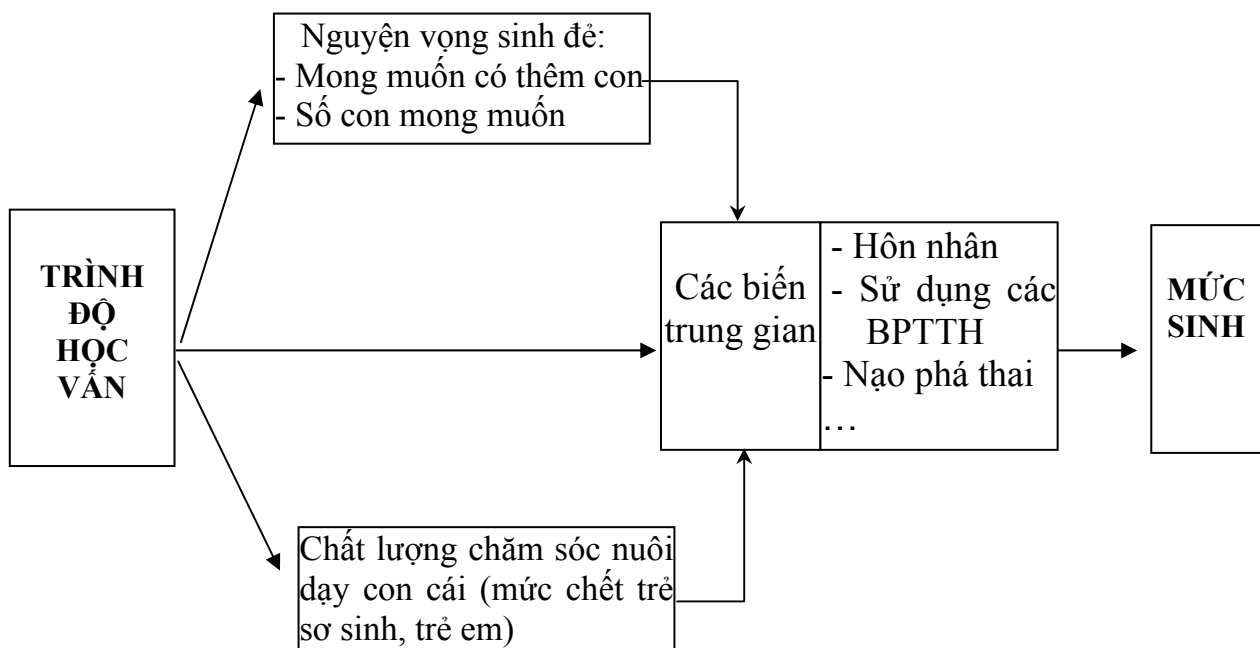 Nguyện vọng sinh đẻ:
- Mong muốn có thêm con
- Số con mong muốn
TRÌNH
ĐỘ
HỌC
VẤN
Các biến
trung gian
- Hôn nhân
- Sử dụng các
BPTTH
- Nạo phá thai
…
MỨC
SINH
Chất lượng chăm sóc nuôi
dạy con cái (mức chết trẻ
sơ sinh, trẻ em)